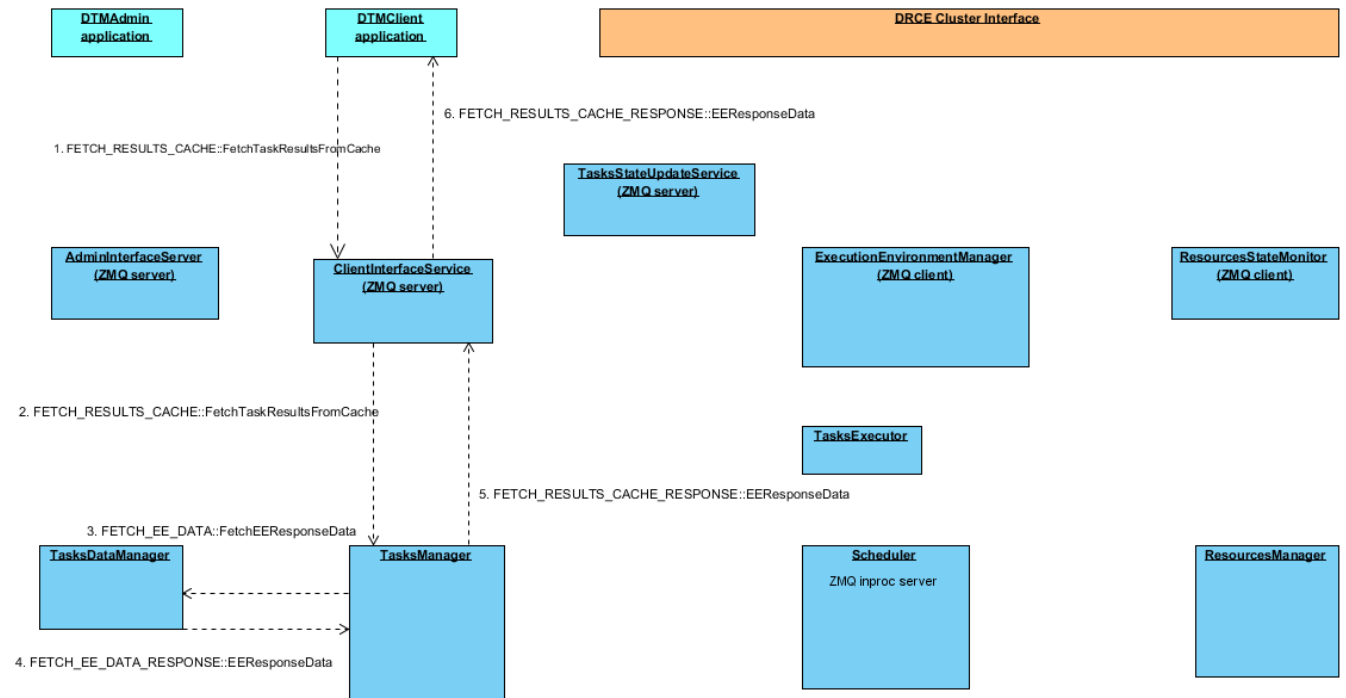 DTMAdmin
application
DTMClient
application
DRCE Cluster Interface
6. FETCH_RESULTS_CACHE_RESPONSE::EEResponseData
1. FETCH_RESULTS_CACHE::FetchTaskResultsFromCache
TasksStateUpdateService
(ZMQ server)
AdminInterfaceServer
(ZMQ server)
ClientInterfaceService
(ZMQ server)
ExecutionEnvironmentManager
(ZMQ client)
ResourcesStateMonitor
(ZMQ client)
2. FETCH_RESULTS_CACHE::FetchTaskResultsFromCache
TasksExecutor
5. FETCH_RESULTS_CACHE_RESPONSE::EEResponseData
3. FETCH_EE_DATA::FetchEEResponseData
TasksDataManager
TasksManager
Scheduler
ZMQ inproc server
ResourcesManager
4. FETCH_EE_DATA_RESPONSE::EEResponseData